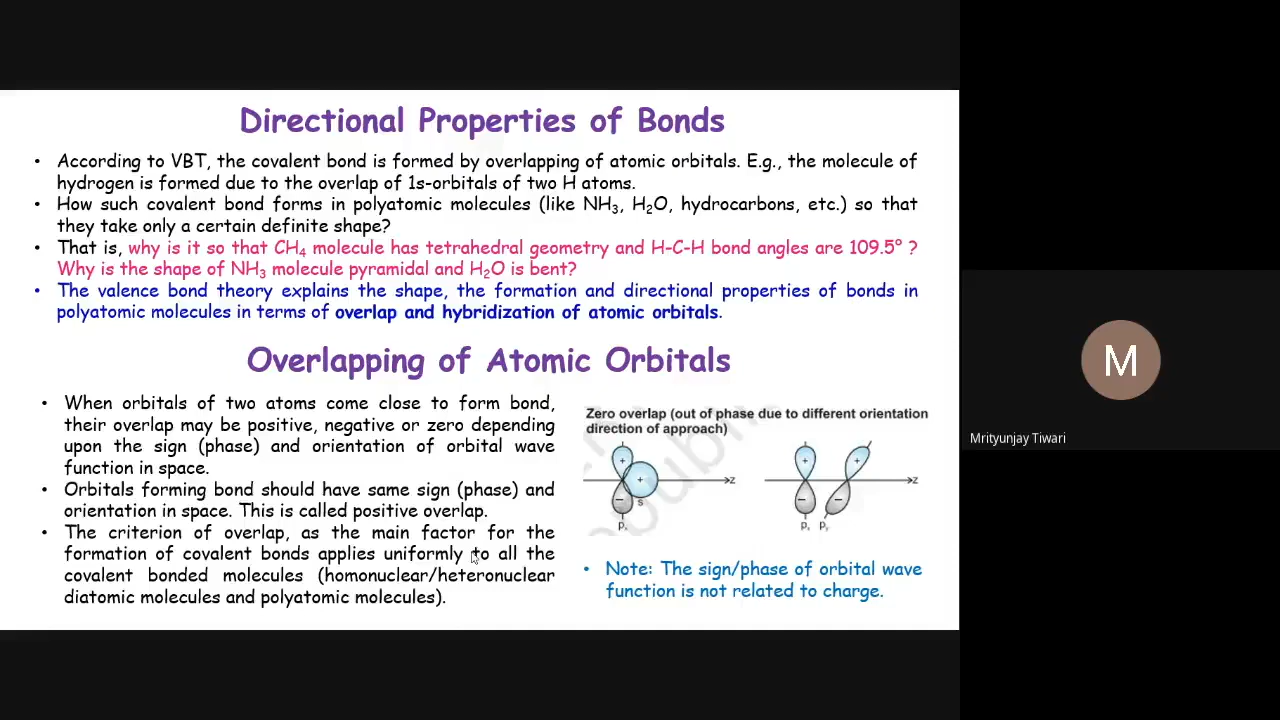 Directional Properties of Bonds
• According to VBT, the covalent bond is formed by overlapping of atomic orbitals. E.g., the molecule of
hydrogen is formed due to the overlap of 1s-orbitals of two H atoms.
• How such covalent bond forms in polyatomic molecules (like NH₃, H₂O, hydrocarbons, etc.) so that
they take only a certain definite shape?
• That is, why is it so that CH₄ molecule has tetrahedral geometry and H-C-H bond angles are 109.5° ?
Why is the shape of NH₃ molecule pyramidal and H₂O is bent?
• The valence bond theory explains the shape, the formation and directional properties of bonds in
polyatomic molecules in terms of overlap and hybridization of atomic orbitals.
Overlapping of Atomic Orbitals
• When orbitals of two atoms come close to form bond,
their overlap may be positive, negative or zero depending
upon the sign (phase) and orientation of orbital wave
function in space.
• Orbitals forming bond should have same sign (phase) and
orientation in space. This is called positive overlap.
• The criterion of overlap, as the main factor for the
formation of covalent bonds applies uniformly to all the
covalent bonded molecules (homonuclear/heteronuclear
diatomic molecules and polyatomic molecules).
Zero overlap (out of phase due to different orientation
direction of approach)
+ + + +
z z
− s − −
pₓ p p
• Note: The sign/phase of orbital wave
function is not related to charge.
M
Mrityunjay Tiwari